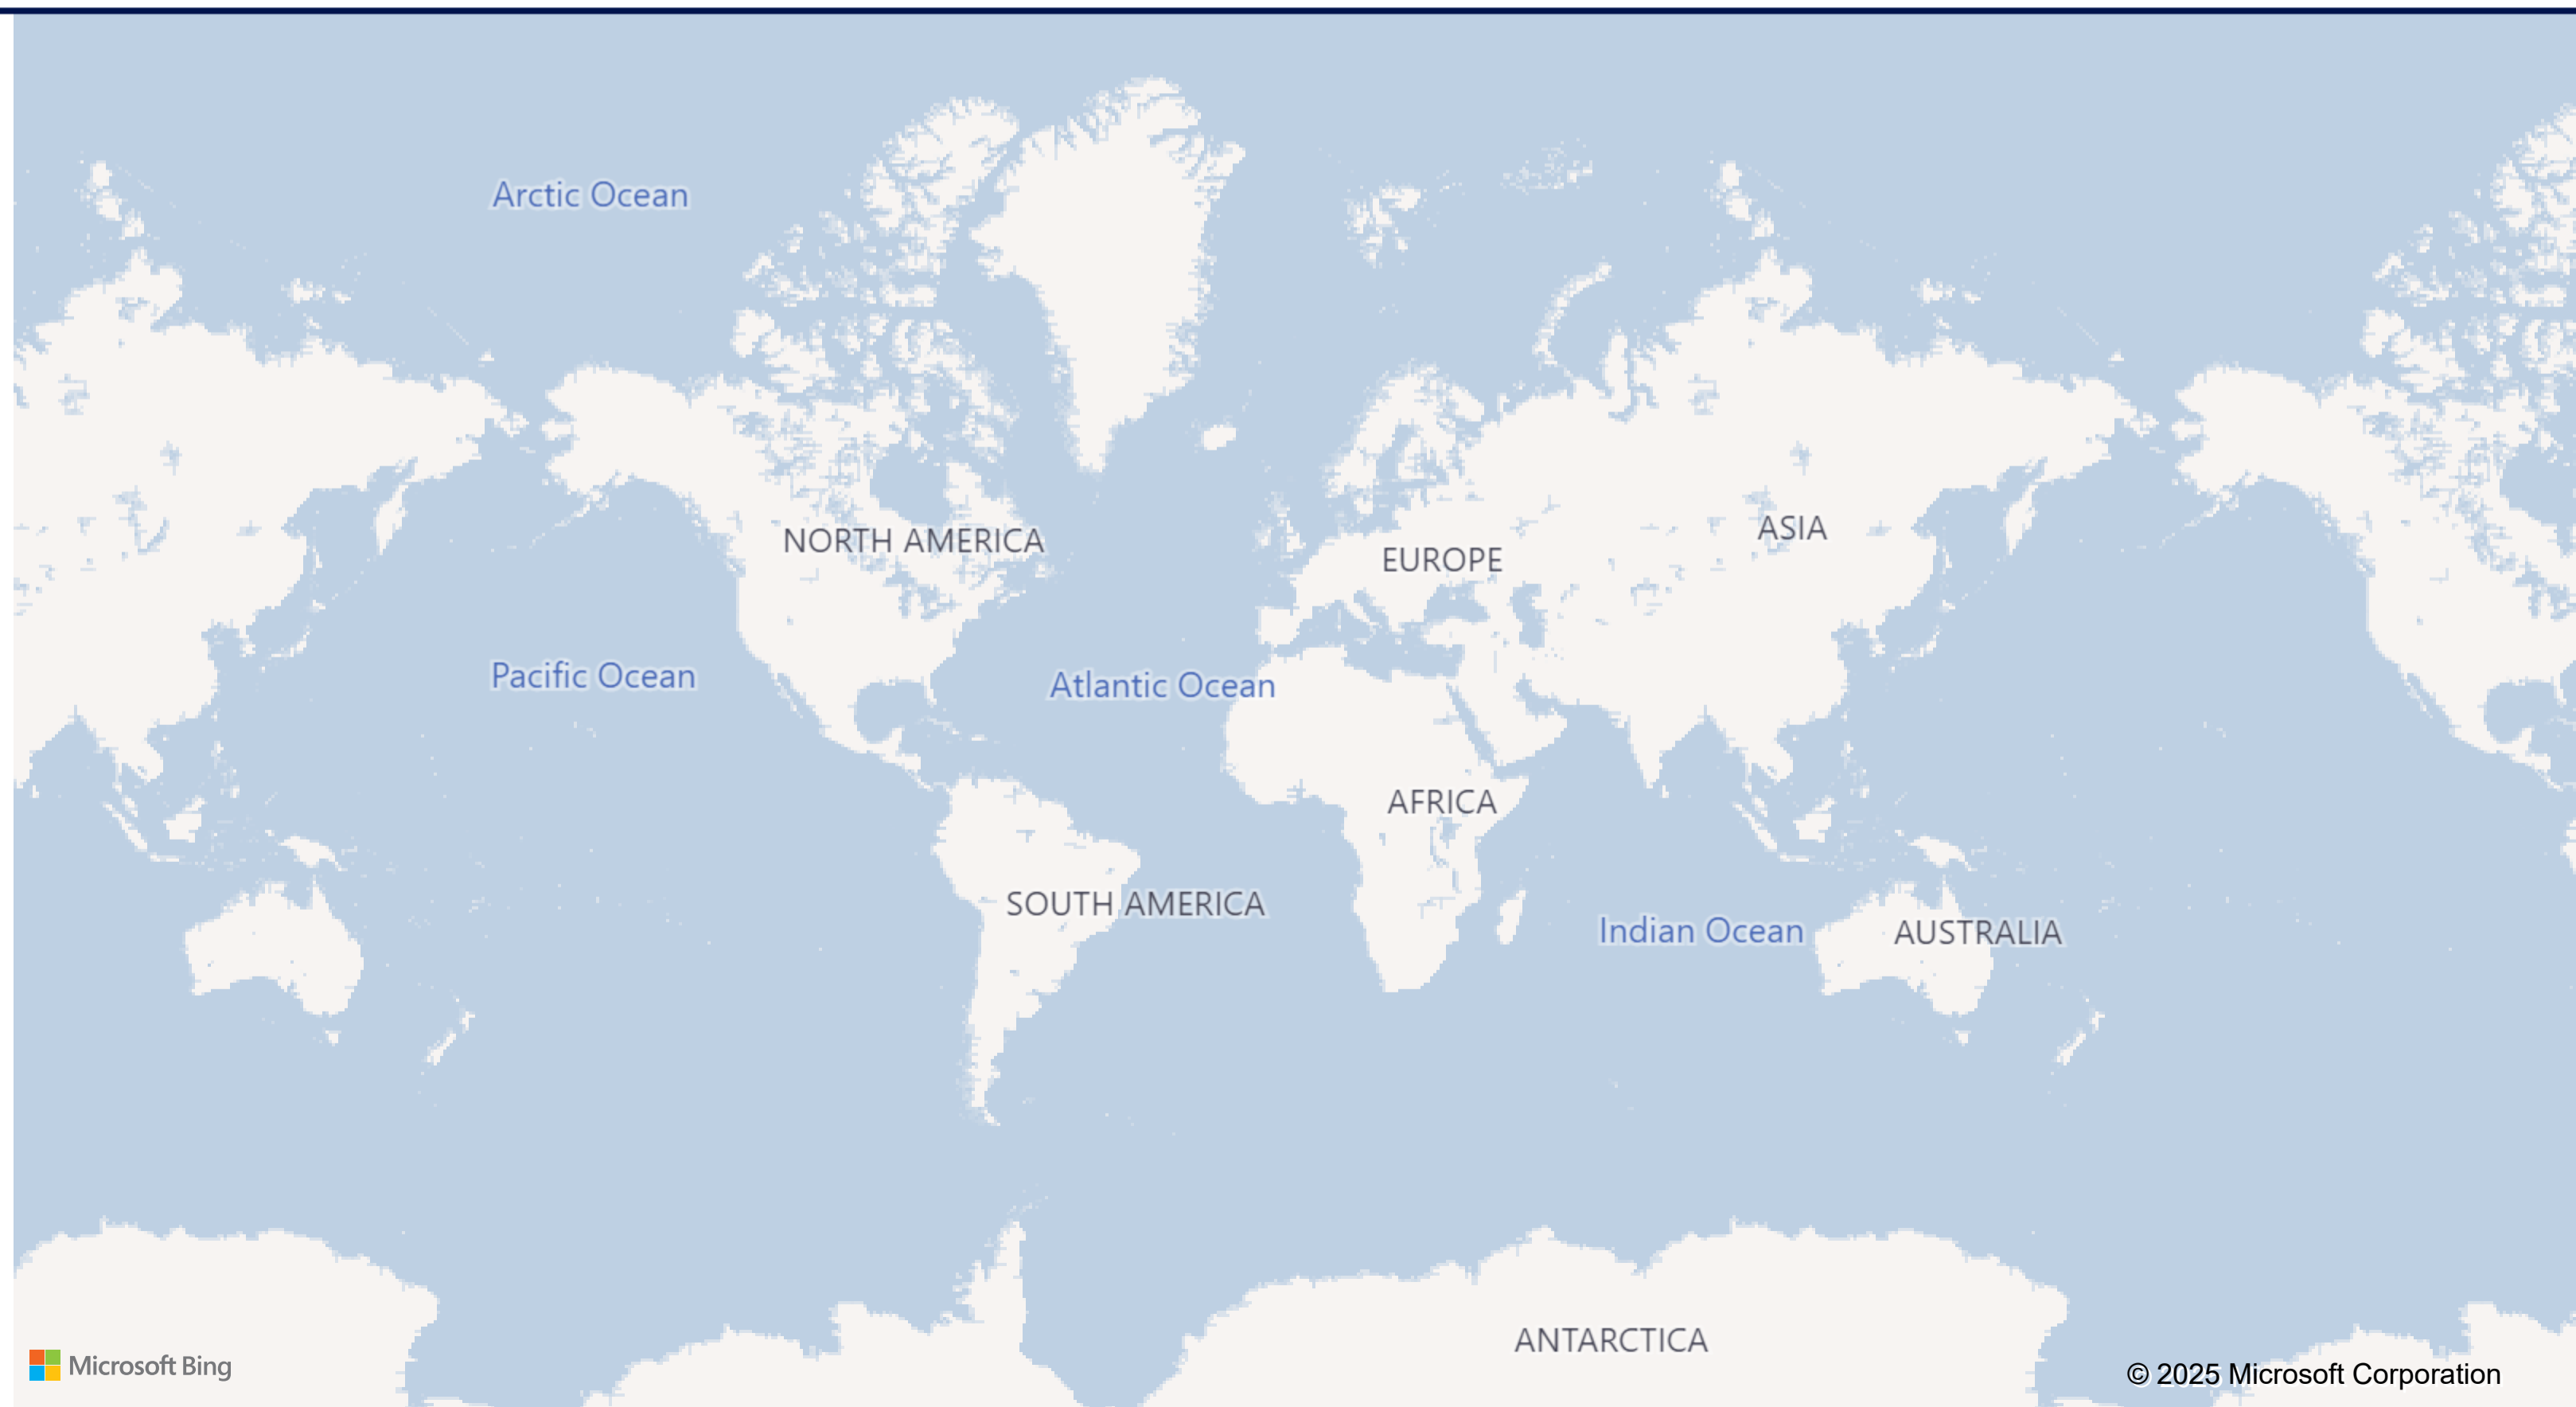 Arctic Ocean
NORTH AMERICA
ASIA
EUROPE
Pacific Ocean
Atlantic Ocean
AFRICA
SOUTH AMERICA
Indian Ocean
AUSTRALIA
ANTARCTICA
Microsoft Bing
© 2025 Microsoft Corporation